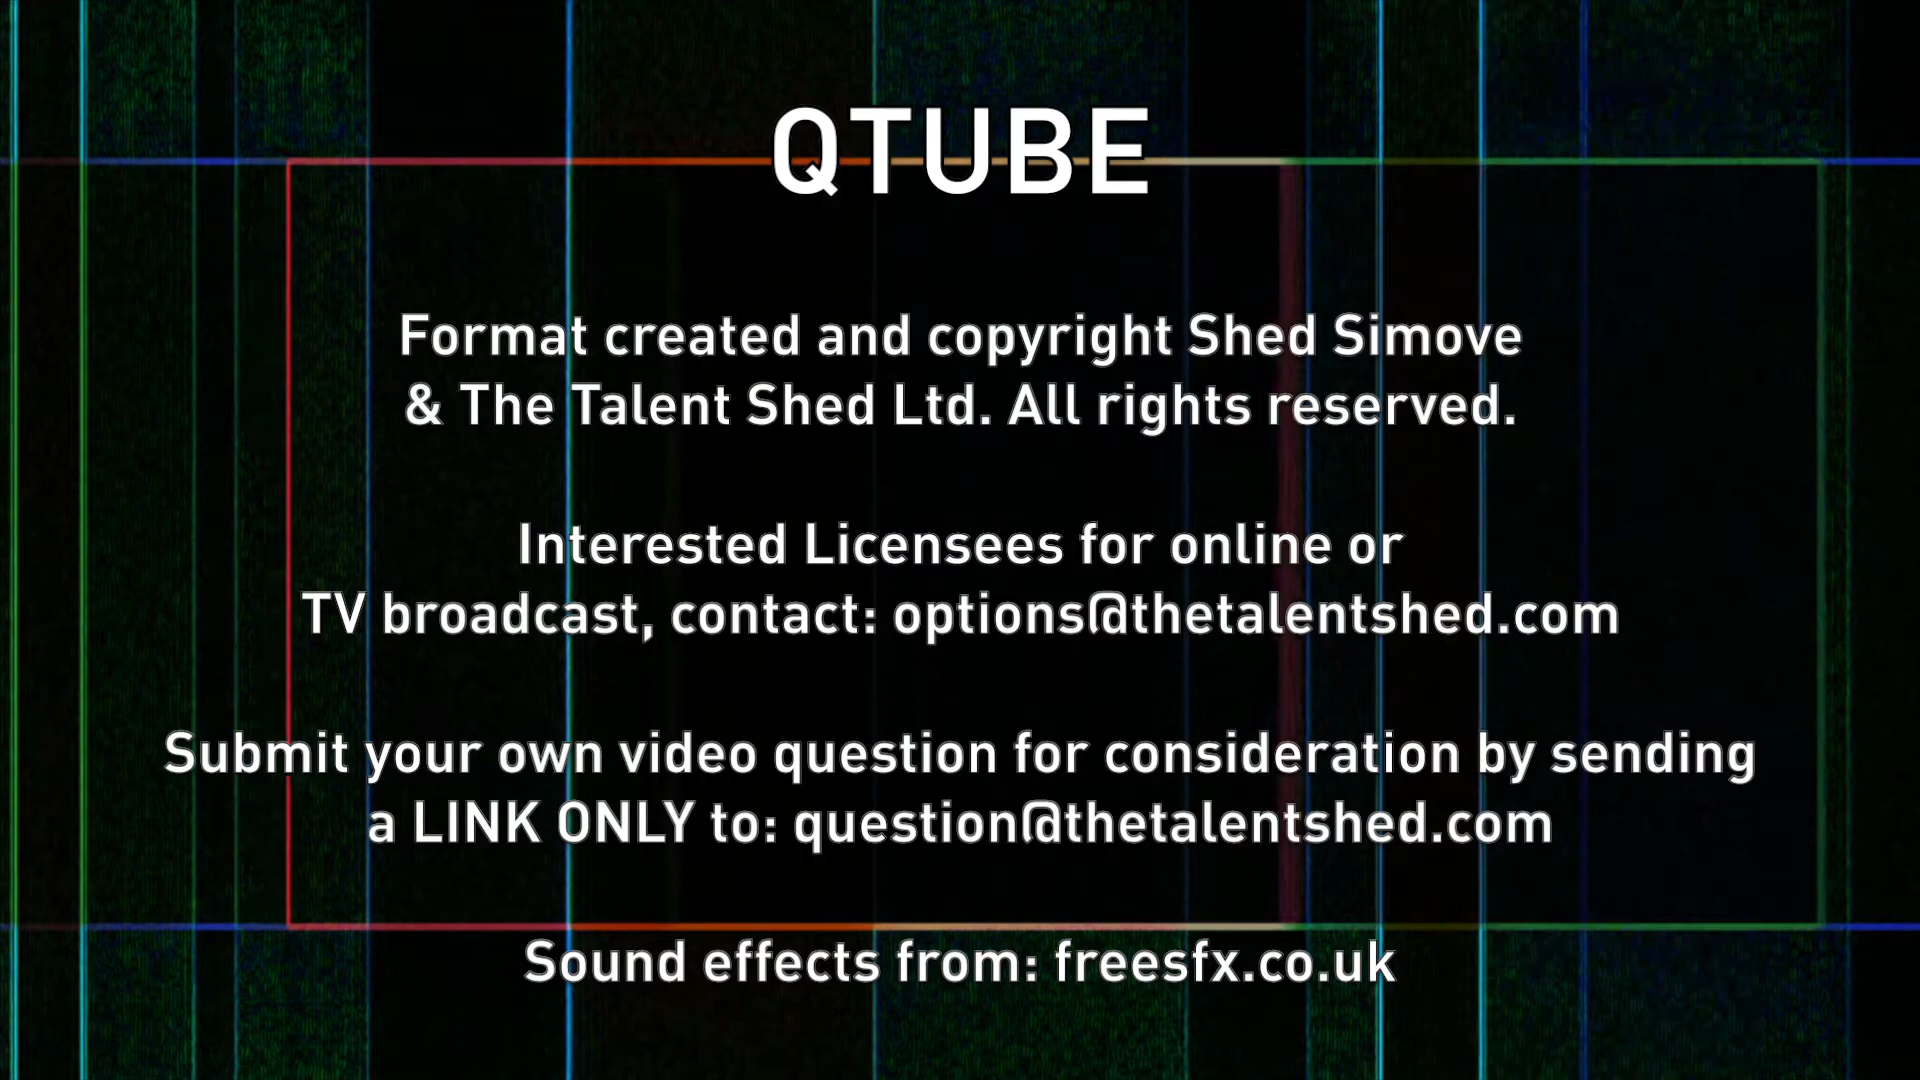 QTUBE
Format created and copyright Shed Simove
& The Talent Shed Ltd. All rights reserved.
Interested Licensees for online or
TV broadcast, contact: options@thetalentshed.com
Submit your own video question for consideration by sending
a LINK ONLY to: question@thetalentshed.com
Sound effects from: freesfx.co.uk